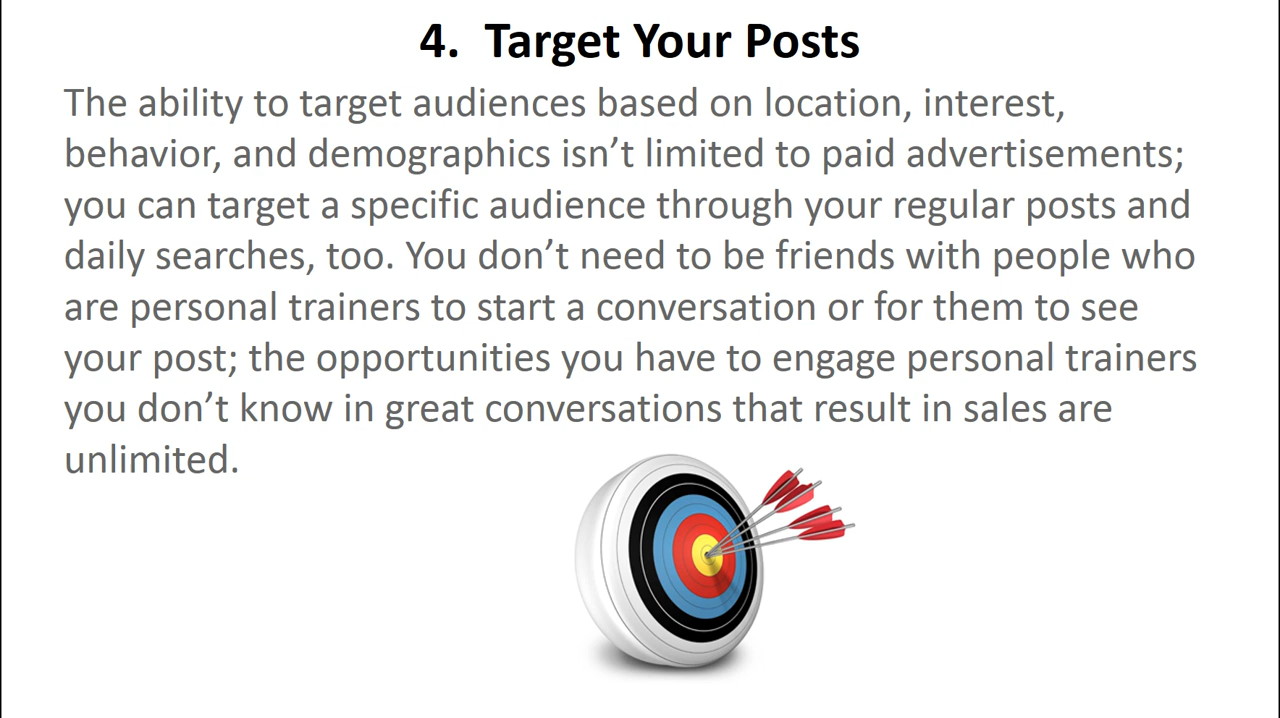 4.  Target Your Posts
The ability to target audiences based on location, interest,
behavior, and demographics isn’t limited to paid advertisements;
you can target a specific audience through your regular posts and
daily searches, too. You don’t need to be friends with people who
are personal trainers to start a conversation or for them to see
your post; the opportunities you have to engage personal trainers
you don’t know in great conversations that result in sales are
unlimited.